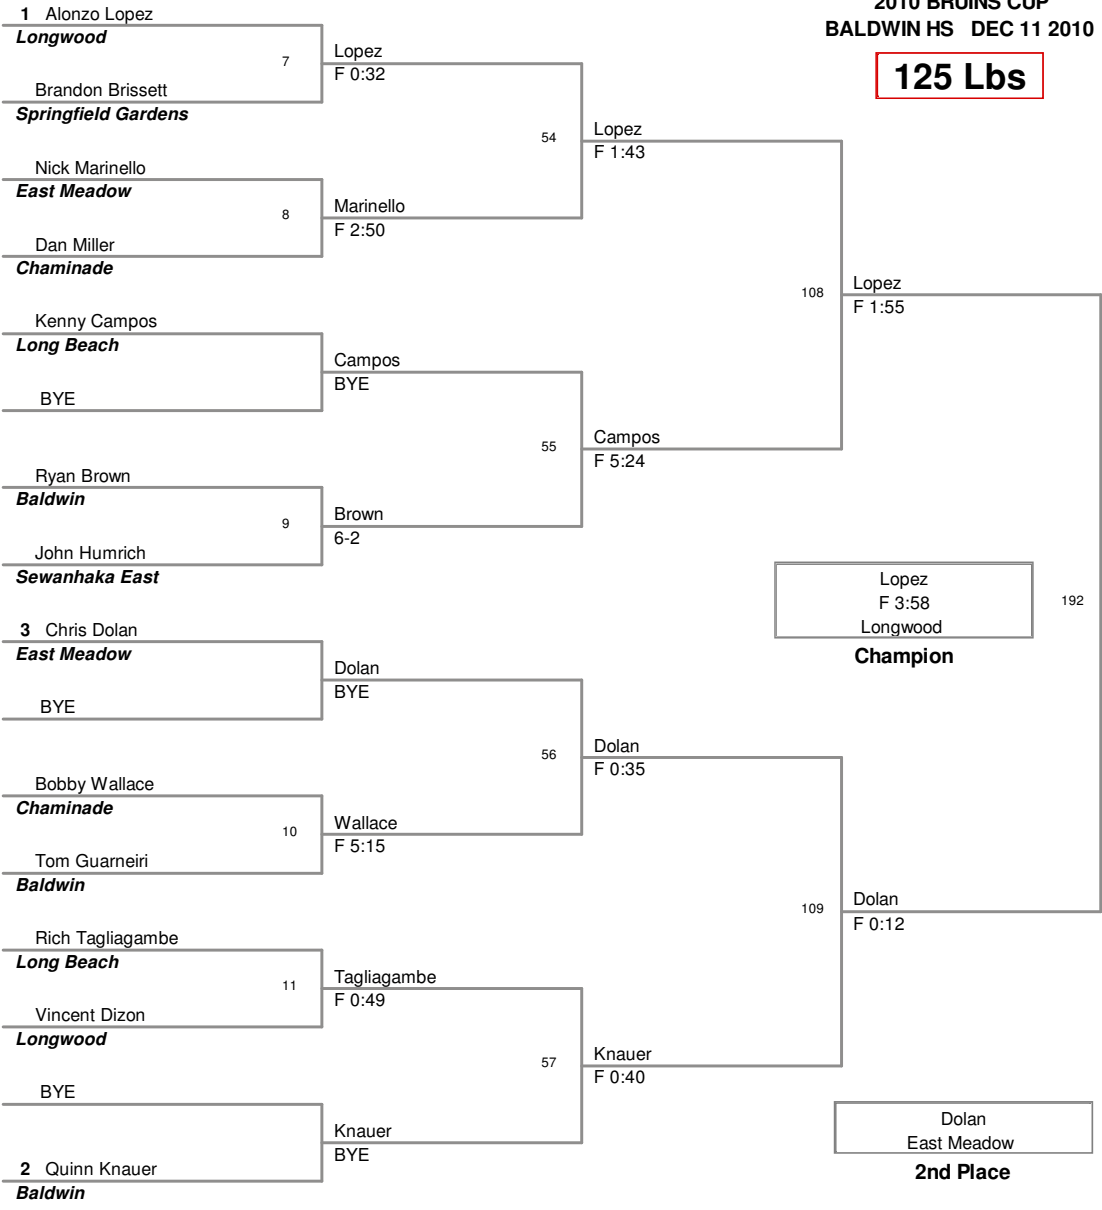 2010 BRUINS CUP
BALDWIN HS DEC 11 2010
125 Lbs
1 Alonzo Lopez
Longwood
7
Brandon Brissett
Springfield Gardens
Lopez
F 0:32
54
Nick Marinello
East Meadow
8
Dan Miller
Chaminade
Marinello
F 2:50
Lopez
F 1:43
Kenny Campos
Long Beach
BYE
Campos
BYE
55
Ryan Brown
Baldwin
9
John Humrich
Sewanhaka East
Brown
6-2
Campos
F 5:24
108
Lopez
F 1:55
Lopez
F 3:58
Longwood
Champion
192
3 Chris Dolan
East Meadow
BYE
Dolan
BYE
56
Bobby Wallace
Chaminade
10
Tom Guarneiri
Baldwin
Wallace
F 5:15
Dolan
F 0:35
Rich Tagliagambe
Long Beach
11
Vincent Dizon
Longwood
Tagliagambe
F 0:49
57
BYE
2 Quinn Knauer
Baldwin
Knauer
BYE
Knauer
F 0:40
109
Dolan
F 0:12
Dolan
East Meadow
2nd Place